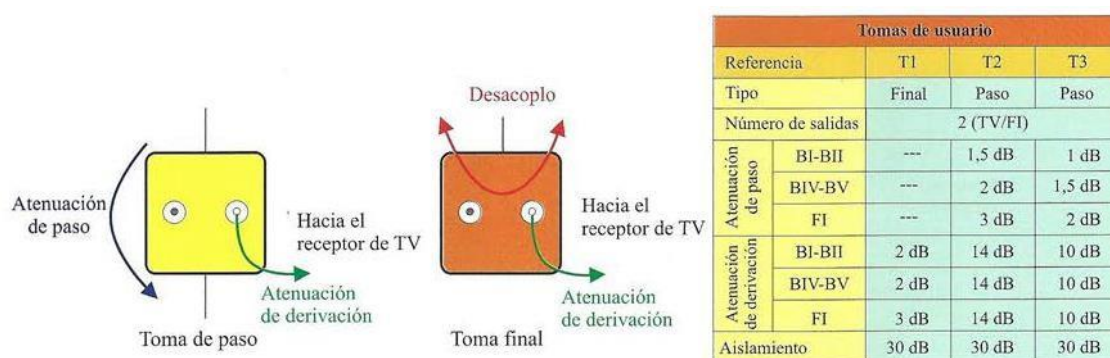 Atenuación
de paso
Hacia el
receptor de TV
Atenuación
de derivación
Toma de paso
Desacoplo
Hacia el
receptor de TV
Atenuación
de derivación
Toma final
Tomas de usuario
Referencia T1 T2 T3
Tipo Final Paso Paso
Número de salidas 2 (TV/FI)
Atenuación
de paso
BI-BII --- 1,5 dB 1 dB
BIV-BV --- 2 dB 1,5 dB
FI --- 3 dB 2 dB
Atenuación
de derivación
BI-BII 2 dB 14 dB 10 dB
BIV-BV 2 dB 14 dB 10 dB
FI 3 dB 14 dB 10 dB
Aislamiento 30 dB 30 dB 30 dB